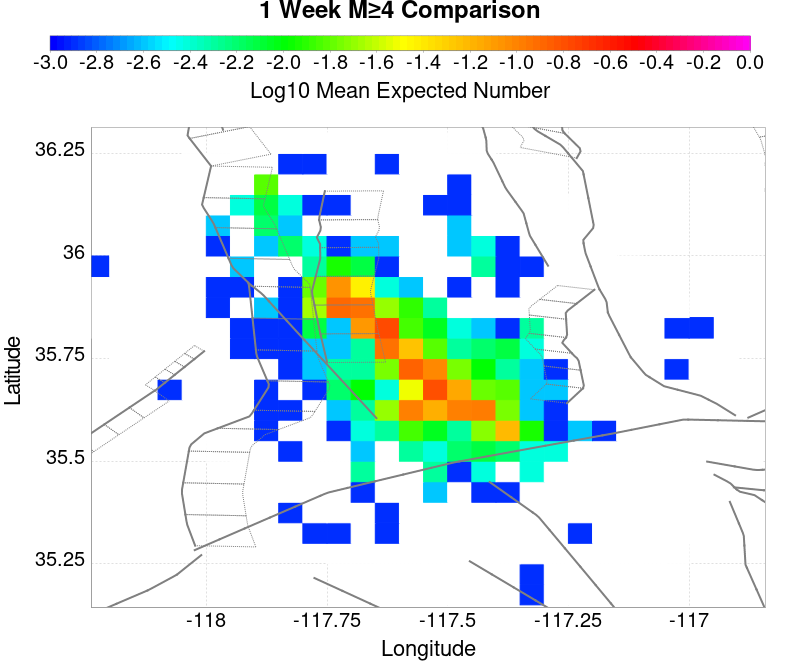 1 Week M≥4 Comparison
-3.0 -2.8 -2.6 -2.4 -2.2 -2.0 -1.8 -1.6 -1.4 -1.2 -1.0 -0.8 -0.6 -0.4 -0.2 0.0
Log10 Mean Expected Number
36.25
36
35.75
35.5
35.25
Latitude
-118 -117.75 -117.5 -117.25 -117
Longitude